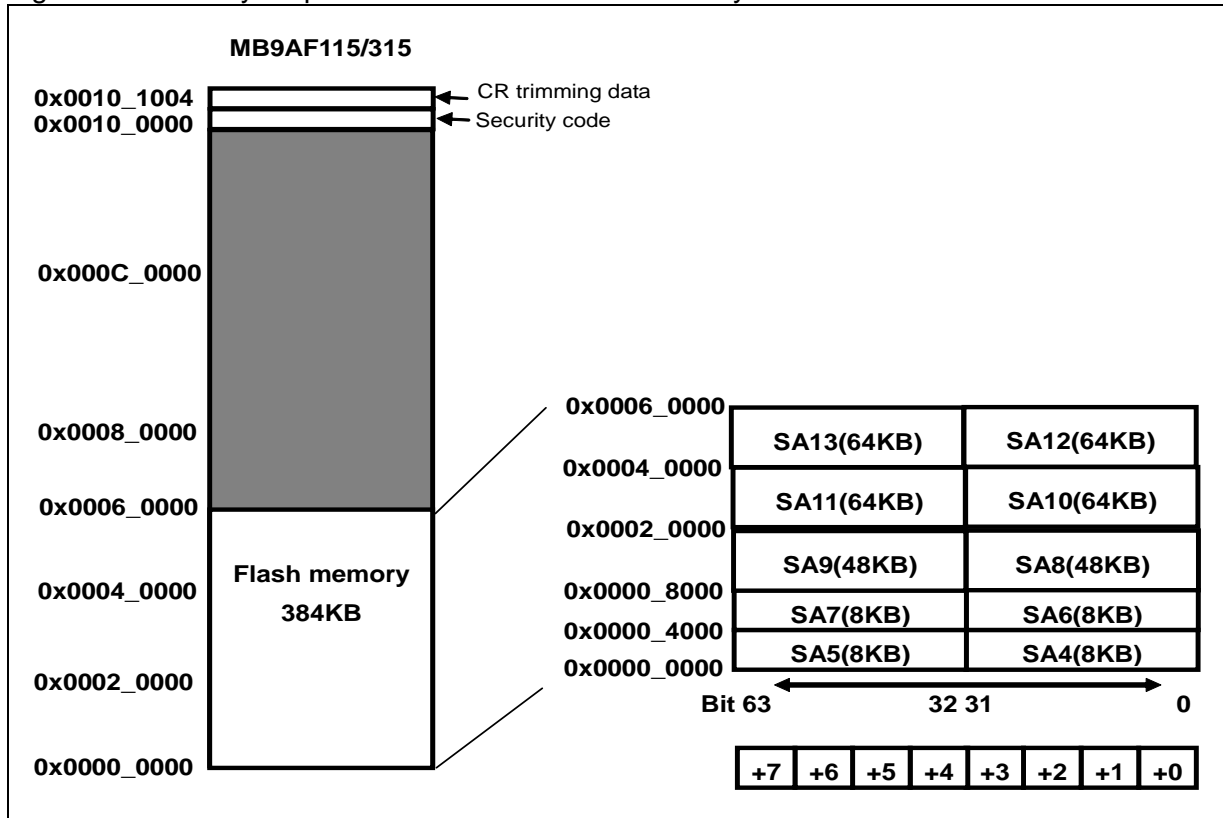 MB9AF115/315
0x0010_1004
CR trimming data
0x0010_0000
Security code
0x000C_0000
0x0008_0000
0x0006_0000
0x0004_0000
0x0002_0000
0x0000_0000
Flash memory
384KB
0x0006_0000
SA13(64KB) SA12(64KB)
0x0004_0000
SA11(64KB) SA10(64KB)
0x0002_0000
SA9(48KB) SA8(48KB)
0x0000_8000
SA7(8KB) SA6(8KB)
0x0000_4000
SA5(8KB) SA4(8KB)
0x0000_0000
Bit 63 32 31 0
+7 +6 +5 +4 +3 +2 +1 +0